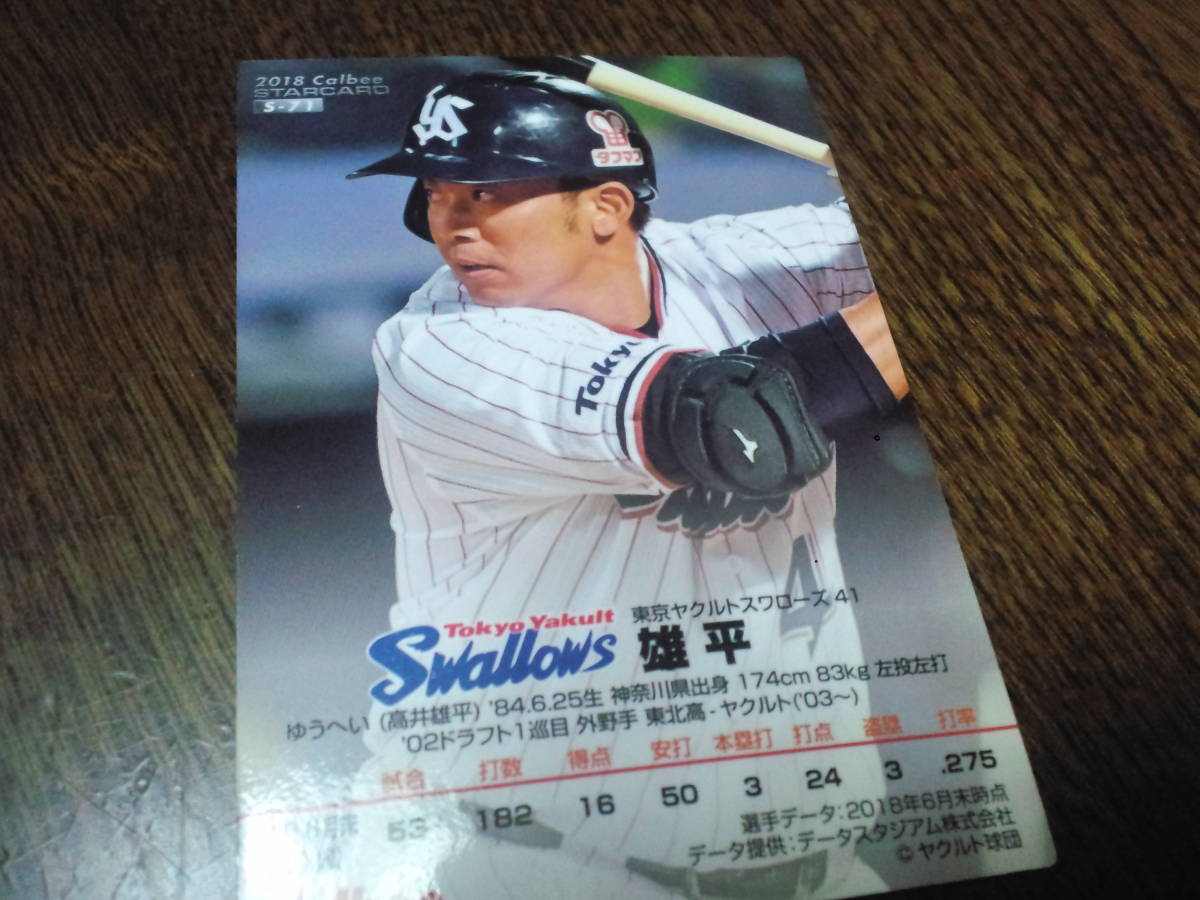 2018 Calbee
STARCARD
S-71
YS
タフマン
Tokyo
東京ヤクルトスワローズ 41
Tokyo Yakult
Swallows
雄平
ゆうへい (高井雄平) '84.6.25生 神奈川県出身 174cm 83kg 左投左打
'02ドラフト1巡目 外野手 東北高-ヤクルト('03〜)
試合 打数 得点 安打 本塁打 打点 盗塁 打率
53 182 16 50 3 24 3 .275
選手データ:2018年6月末時点
データ提供:データスタジアム株式会社
© ヤクルト球団